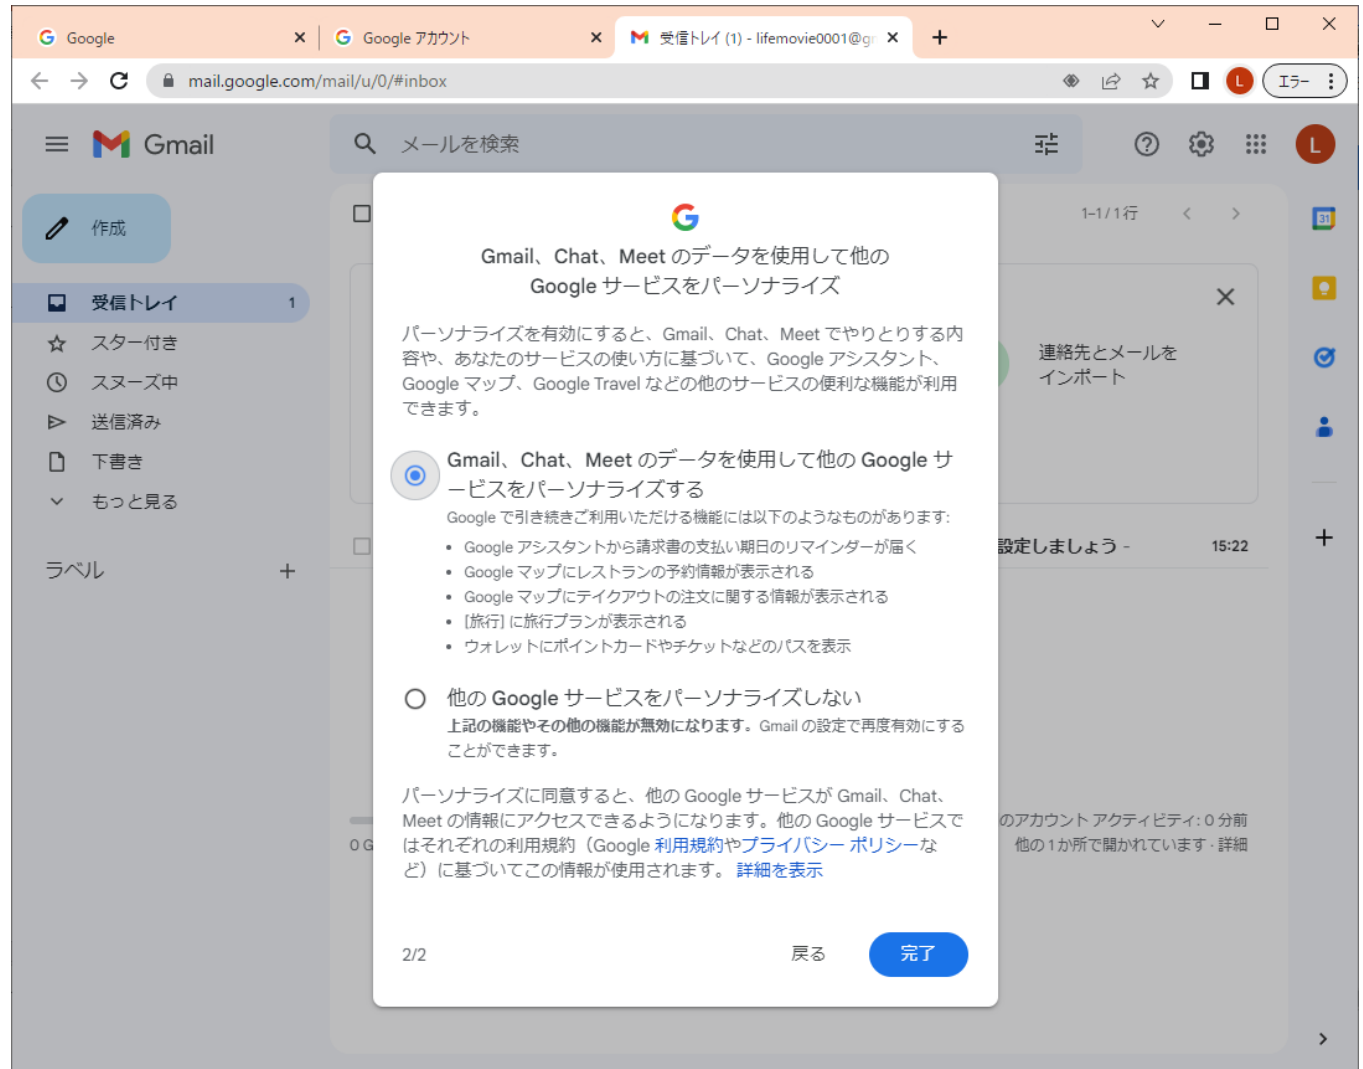 Google
Google アカウント
受信トレイ (1) - lifemovie0001@g
mail.google.com/mail/u/0/#inbox
L
エラー
Gmail
メールを検索
L
作成
1-1/1行
31
受信トレイ 1
スター付き
スヌーズ中
送信済み
下書き
もっと見る
ラベル
連絡先とメールを
インポート
設定しましょう - 15:22
Gmail、Chat、Meet のデータを使用して他の
Google サービスをパーソナライズ
パーソナライズを有効にすると、Gmail、Chat、Meet でやりとりする内
容や、あなたのサービスの使い方に基づいて、Google アシスタント、
Google マップ、Google Travel などの他のサービスの便利な機能が利用
できます。
Gmail、Chat、Meet のデータを使用して他の Google サ
ービスをパーソナライズする
Google で引き続きご利用いただける機能には以下のようなものがあります:
• Google アシスタントから請求書の支払い期日のリマインダーが届く
• Google マップにレストランの予約情報が表示される
• Google マップにテイクアウトの注文に関する情報が表示される
• [旅行] に旅行プランが表示される
• ウォレットにポイントカードやチケットなどのパスを表示
他の Google サービスをパーソナライズしない
上記の機能やその他の機能が無効になります。Gmail の設定で再度有効にする
ことができます。
パーソナライズに同意すると、他の Google サービスが Gmail、Chat、
Meet の情報にアクセスできるようになります。他の Google サービスで
はそれぞれの利用規約（Google 利用規約やプライバシー ポリシーな
ど）に基づいてこの情報が使用されます。 詳細を表示
2/2
戻る
完了
0 G
のアカウント アクティビティ: 0 分前
他の 1 か所で開かれています · 詳細